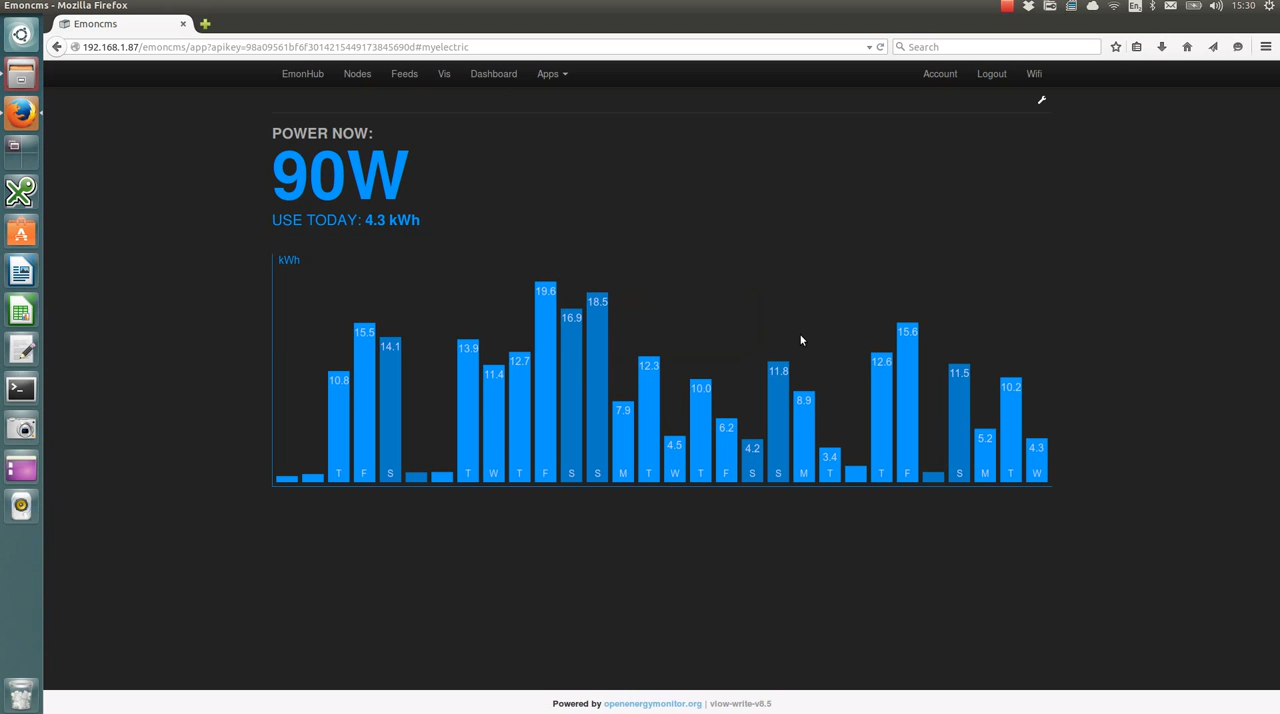 Emoncms - Mozilla Firefox
En
15:30
Emoncms
192.168.1.87/emoncms/app?apikey=98a09561bf6f3014215449173845690d#myelectric
Search
EmonHub Nodes Feeds Vis Dashboard Apps Account Logout Wifi
POWER NOW:
90W
USE TODAY: 4.3 kWh
kWh
10.8 15.5 14.1 13.9 11.4 12.7 19.6 16.9 18.5 7.9 12.3 4.5 10.0 6.2 4.2 11.8 8.9 3.4 12.6 15.6 11.5 5.2 10.2 4.3
T F S T W T F S S M T W T F S S M T T F S M T W
Powered by openenergymonitor.org | vlow-write-v8.5